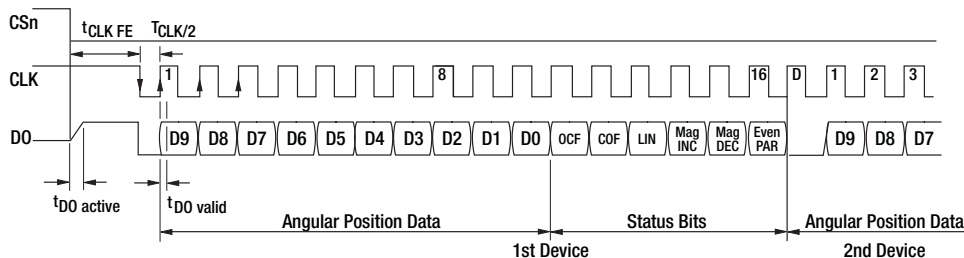 CSn
tCLK FE
TCLK/2
CLK
1
8
16
D
1
2
3
DO
D9
D8
D7
D6
D5
D4
D3
D2
D1
D0
OCF
COF
LIN
Mag
INC
Mag
DEC
Even
PAR
D9
D8
D7
tDO active
tDO valid
Angular Position Data
Status Bits
Angular Position Data
1st Device
2nd Device